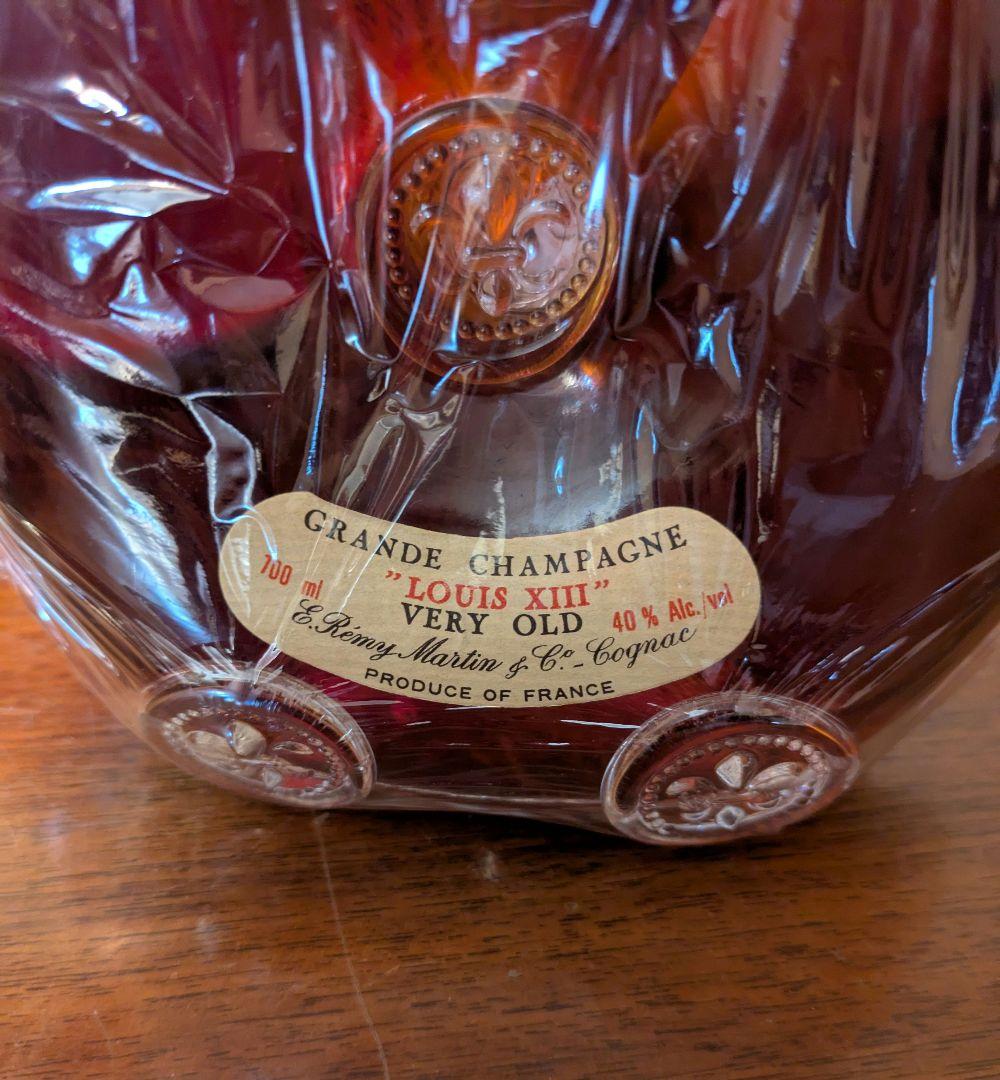 GRANDE CHAMPAGNE
"LOUIS XIII"
700 ml
VERY OLD
40 % Alc./vol
E. Rémy Martin & Co. - Cognac
PRODUCE OF FRANCE